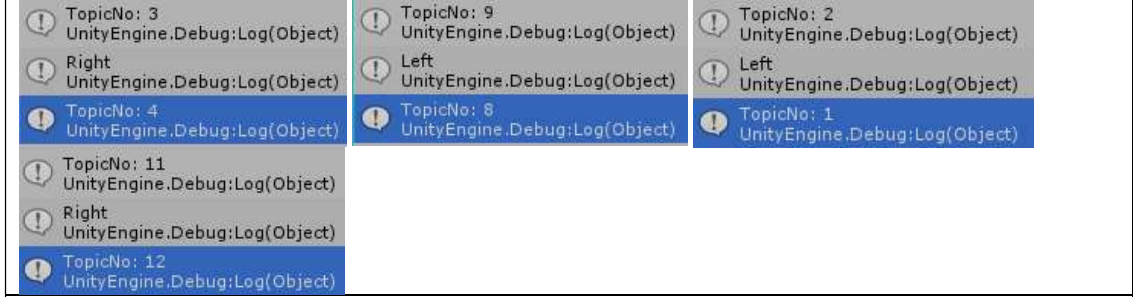 TopicNo: 3
UnityEngine.Debug:Log(Object)
Right
UnityEngine.Debug:Log(Object)
TopicNo: 4
UnityEngine.Debug:Log(Object)
TopicNo: 9
UnityEngine.Debug:Log(Object)
Left
UnityEngine.Debug:Log(Object)
TopicNo: 8
UnityEngine.Debug:Log(Object)
TopicNo: 2
UnityEngine.Debug:Log(Object)
Left
UnityEngine.Debug:Log(Object)
TopicNo: 1
UnityEngine.Debug:Log(Object)
TopicNo: 11
UnityEngine.Debug:Log(Object)
Right
UnityEngine.Debug:Log(Object)
TopicNo: 12
UnityEngine.Debug:Log(Object)